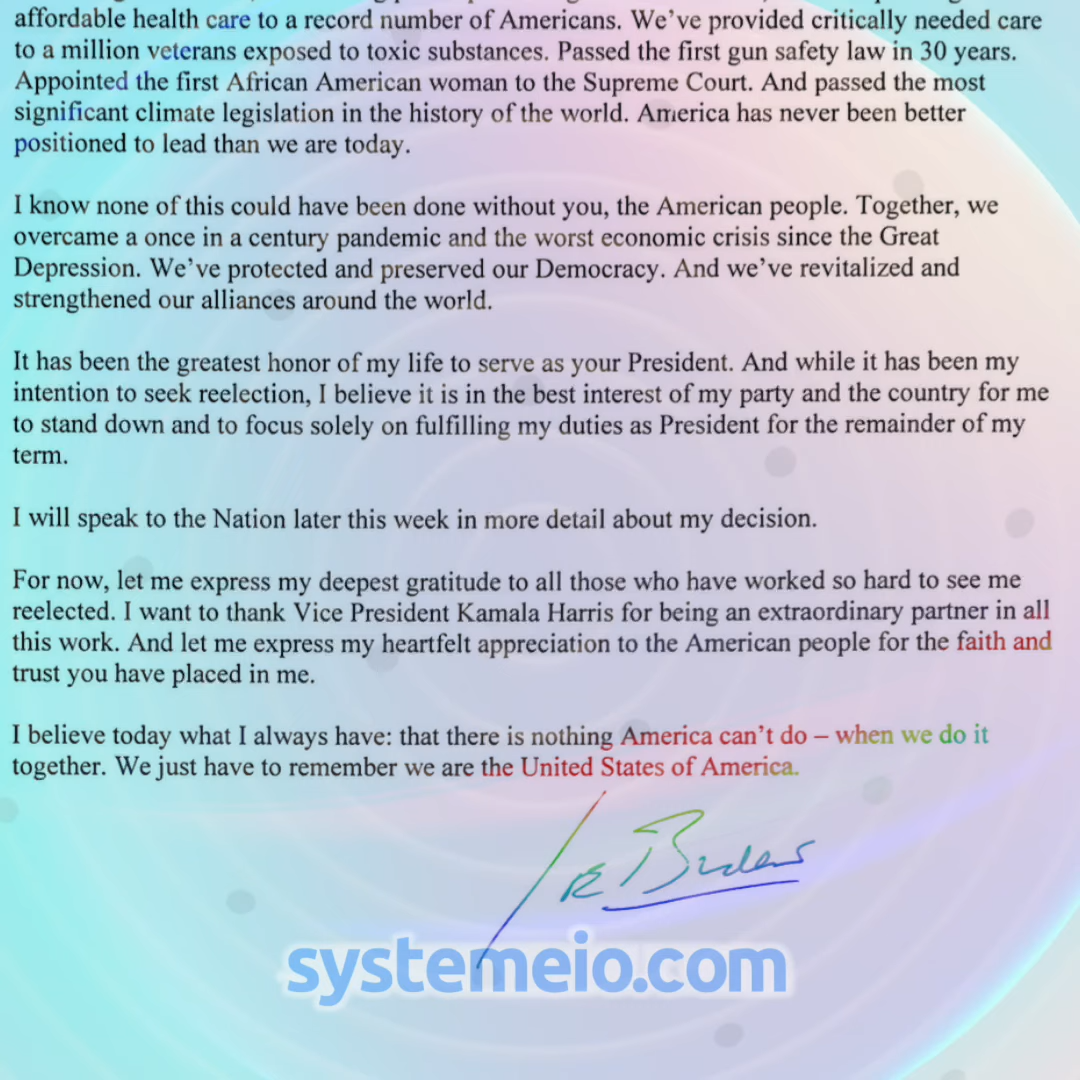 affordable health care to a record number of Americans. We’ve provided critically needed care
to a million veterans exposed to toxic substances. Passed the first gun safety law in 30 years.
Appointed the first African American woman to the Supreme Court. And passed the most
significant climate legislation in the history of the world. America has never been better
positioned to lead than we are today.
I know none of this could have been done without you, the American people. Together, we
overcame a once in a century pandemic and the worst economic crisis since the Great
Depression. We’ve protected and preserved our Democracy. And we’ve revitalized and
strengthened our alliances around the world.
It has been the greatest honor of my life to serve as your President. And while it has been my
intention to seek reelection, I believe it is in the best interest of my party and the country for me
to stand down and to focus solely on fulfilling my duties as President for the remainder of my
term.
I will speak to the Nation later this week in more detail about my decision.
For now, let me express my deepest gratitude to all those who have worked so hard to see me
reelected. I want to thank Vice President Kamala Harris for being an extraordinary partner in all
this work. And let me express my heartfelt appreciation to the American people for the faith and
trust you have placed in me.
I believe today what I always have: that there is nothing America can’t do – when we do it
together. We just have to remember we are the United States of America.
Joe Biden
systemeio.com